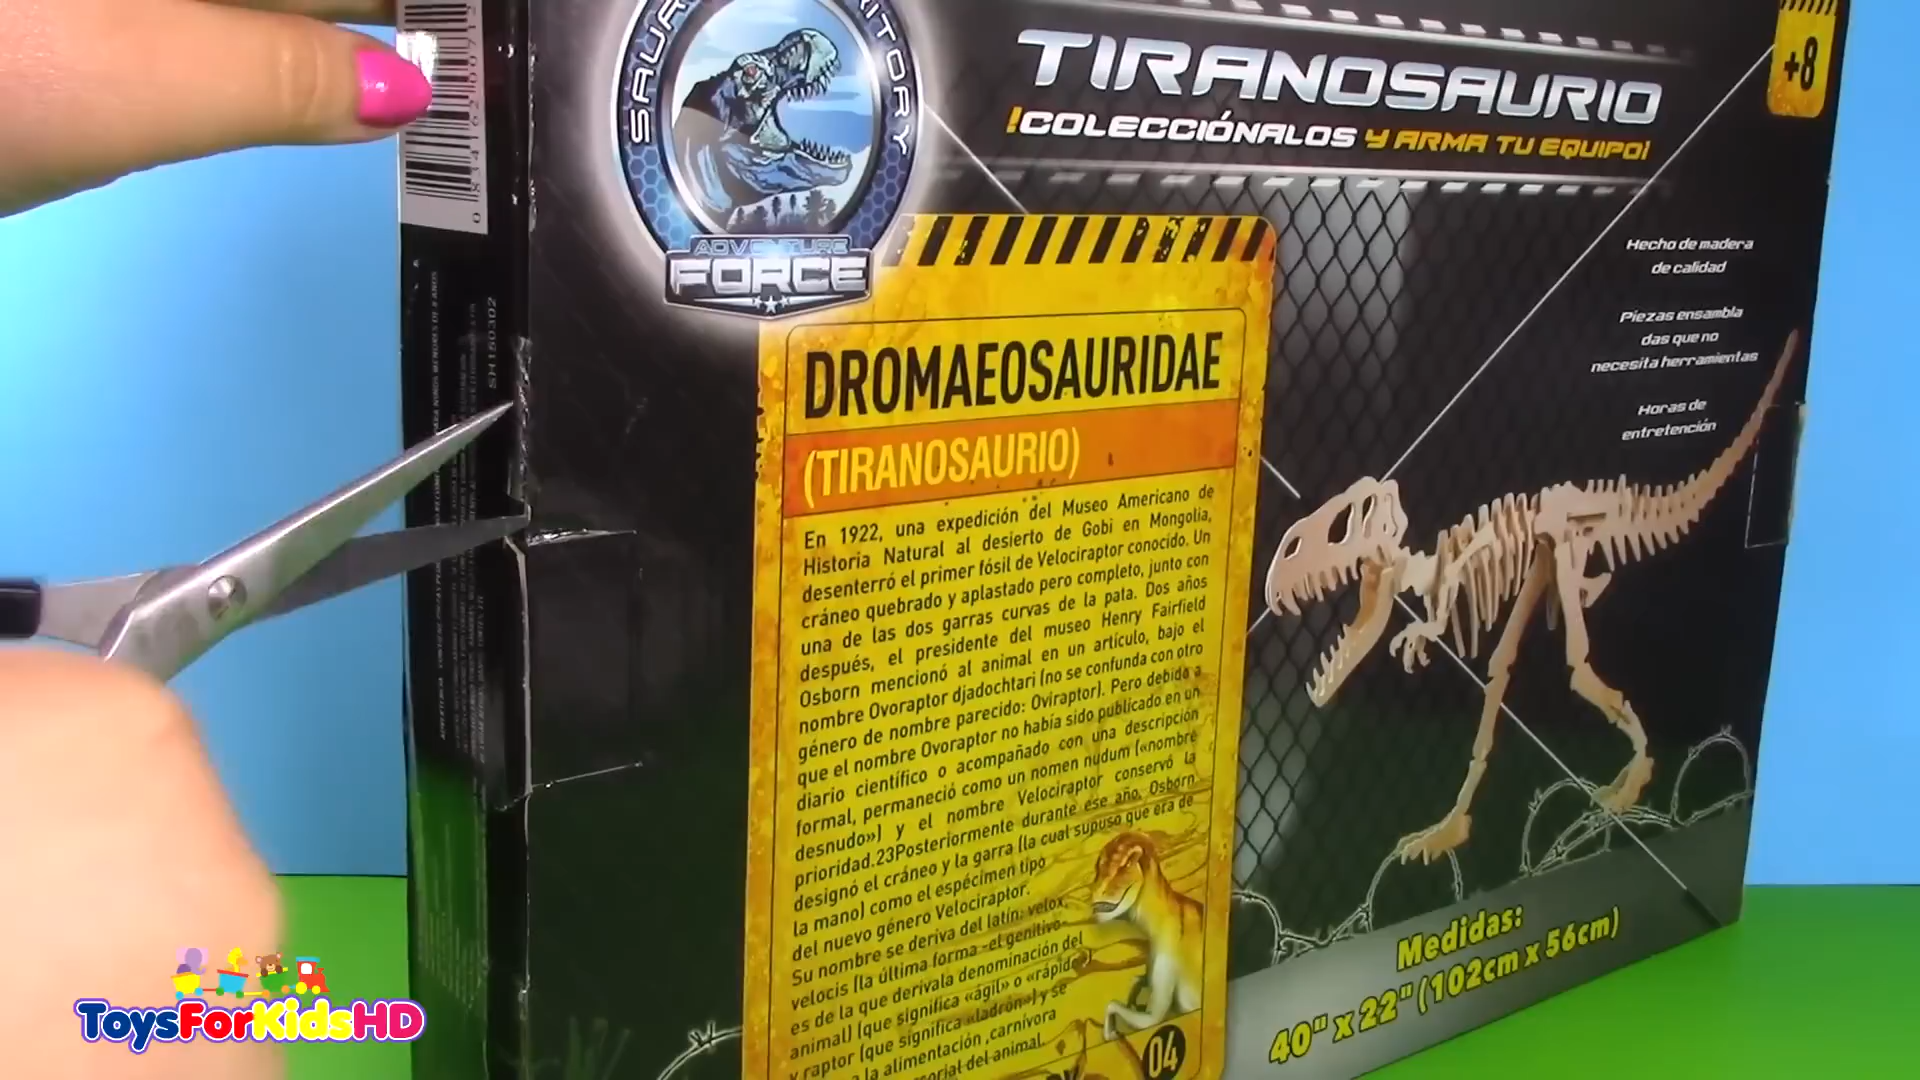 SAUR ITORY
ADVENTURE
FORCE
TIRANOSAURIO
!COLECCIÓNALOS Y ARMA TU EQUIPO!
+8
Hecho de madera
de calidad
Piezas ensambla
das que no
necesita herramientas
Horas de
entretención
DROMAEOSAURIDAE
(TIRANOSAURIO)
En 1922, una expedición del Museo Americano de
Historia Natural al desierto de Gobi en Mongolia,
desenterró el primer fósil de Velociraptor conocido. Un
cráneo quebrado y aplastado pero completo, junto con
una de las dos garras curvas de la pata. Dos años
después, el presidente del museo Henry Fairfield
Osborn mencionó al animal en un artículo, bajo el
nombre Ovoraptor djadochtari (no se confunda con otro
género de nombre parecido: Oviraptor). Pero debido a
que el nombre Ovoraptor no había sido publicado en un
diario científico o acompañado con una descripción
formal, permaneció como un nomen nudum («nombre
desnudo») y el nombre Velociraptor conservó la
prioridad.23Posteriormente durante ese año, Osborn
designó el cráneo y la garra (la cual supuso que era de
la mano) como el espécimen tipo
del nuevo género Velociraptor.
Su nombre se deriva del latín: velox,
velocis (la última forma -el genitivo-
es de la que derivala denominación del
animal) (que significa «ágil» o «rápido
y raptor (que significa «ladrón») y se
a la alimentación ,carnívora
sorial del animal.
04
Medidas:
40" x 22" (102cm x 56cm)
SH150302
ToysForKidsHD